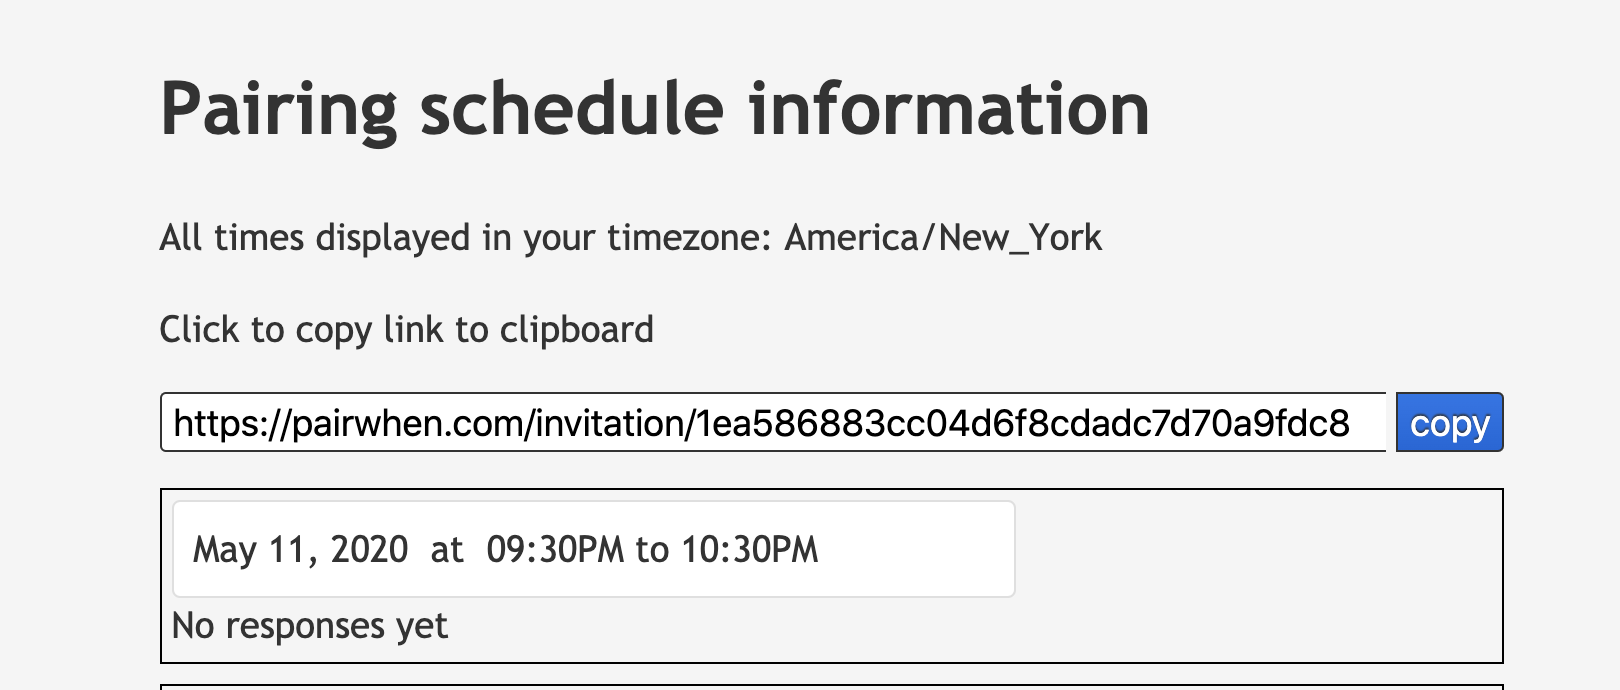 Pairing schedule information
All times displayed in your timezone: America/New_York
Click to copy link to clipboard
https://pairwhen.com/invitation/1ea586883cc04d6f8cdadc7d70a9fdc8 copy
May 11, 2020 at 09:30PM to 10:30PM
No responses yet